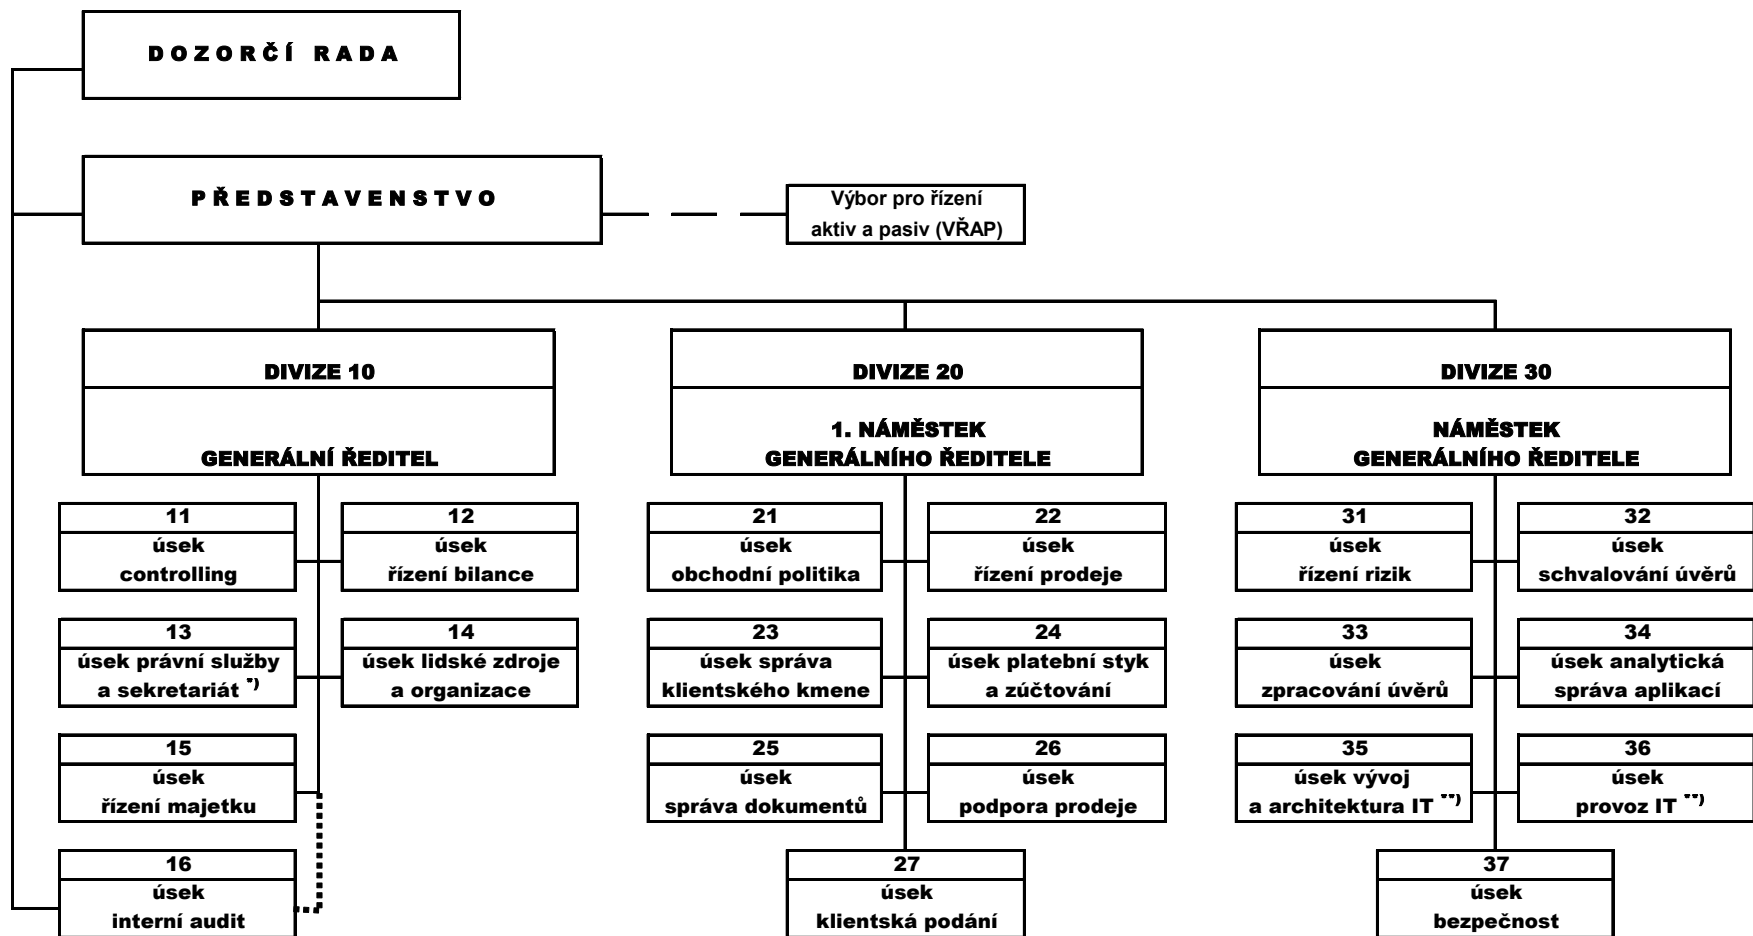 DOZORČÍ RADA
PŘEDSTAVENSTVO
Výbor pro řízení
aktiv a pasiv (VŘAP)
DIVIZE 10
GENERÁLNÍ ŘEDITEL
DIVIZE 20
1. NÁMĚSTEK
GENERÁLNÍHO ŘEDITELE
DIVIZE 30
NÁMĚSTEK
GENERÁLNÍHO ŘEDITELE
11
úsek
controlling
12
úsek
řízení bilance
21
úsek
obchodní politika
22
úsek
řízení prodeje
31
úsek
řízení rizik
32
úsek
schvalování úvěrů
13
úsek právní služby
a sekretariát *)
14
úsek lidské zdroje
a organizace
23
úsek správa
klientského kmene
24
úsek platební styk
a zúčtování
33
úsek
zpracování úvěrů
34
úsek analytická
správa aplikací
15
úsek
řízení majetku
25
úsek
správa dokumentů
26
úsek
podpora prodeje
35
úsek vývoj
a architektura IT **)
36
úsek
provoz IT **)
16
úsek
interní audit
27
úsek
klientská podání
37
úsek
bezpečnost